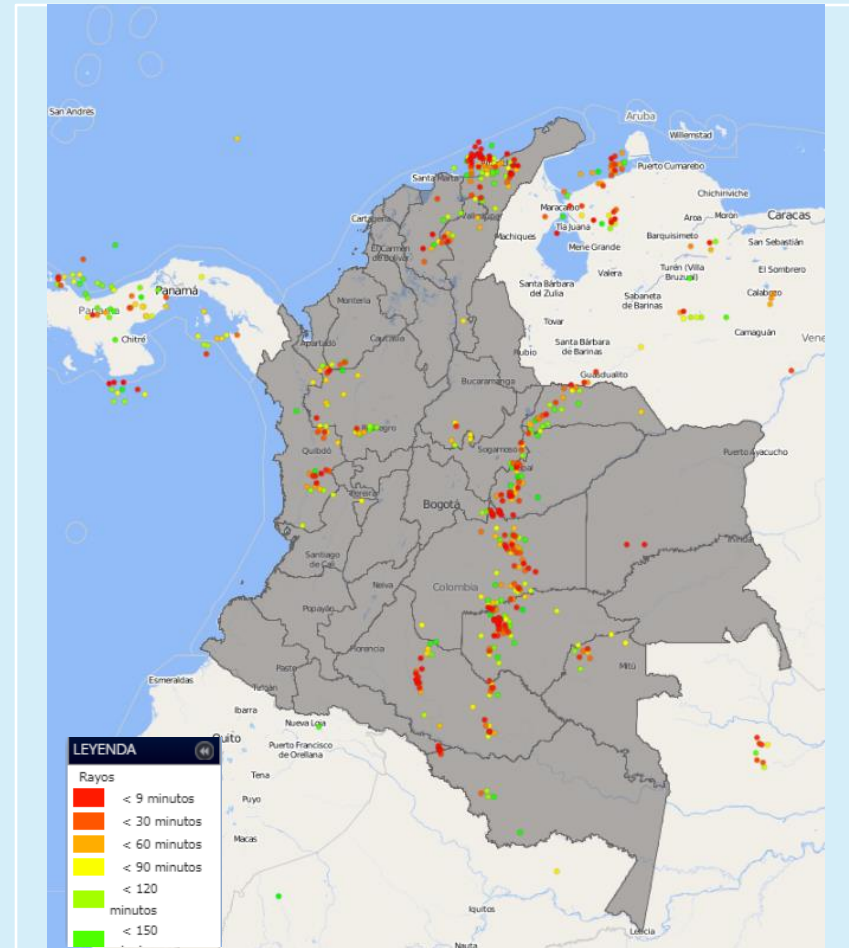 San Andrés
Aruba
Willemstad
Santa Marta
Puerto Cumarebo
Chichiriviche
Cartagena
Valledupar
Maracaibo
Tía Juana
Aroa
Morón
Caracas
Machiques
Barquisimeto
El Carmen
de Bolívar
Mene Grande
San Sebastián
Valera
Turén (Villa
Bruzual)
El Sombrero
Panamá
Panamá
Santa Bárbara
del Zulia
Sabaneta
de Barinas
Calabozo
Montería
Tovar
Camaguán
Chitré
Apartadó
Caucasia
Rubio
Santa Bárbara
de Barinas
Vene
Bucaramanga
Guasdualito
Rionegro
Quibdó
Sogamoso
Yopal
Puerto Ayacucho
Pereira
Bogotá
Inírida
Santiago
de Cali
Neiva
Colombia
Popayán
Florencia
Mitú
Pasto
Esmeraldas
Tulcán
Ibarra
Nueva Loja
Quito
Puerto Francisco
de Orellana
Tena
Puyo
Macas
Iquitos
Nauta
Leticia
LEYENDA
Rayos
< 9 minutos
< 30 minutos
< 60 minutos
< 90 minutos
< 120
minutos
< 150